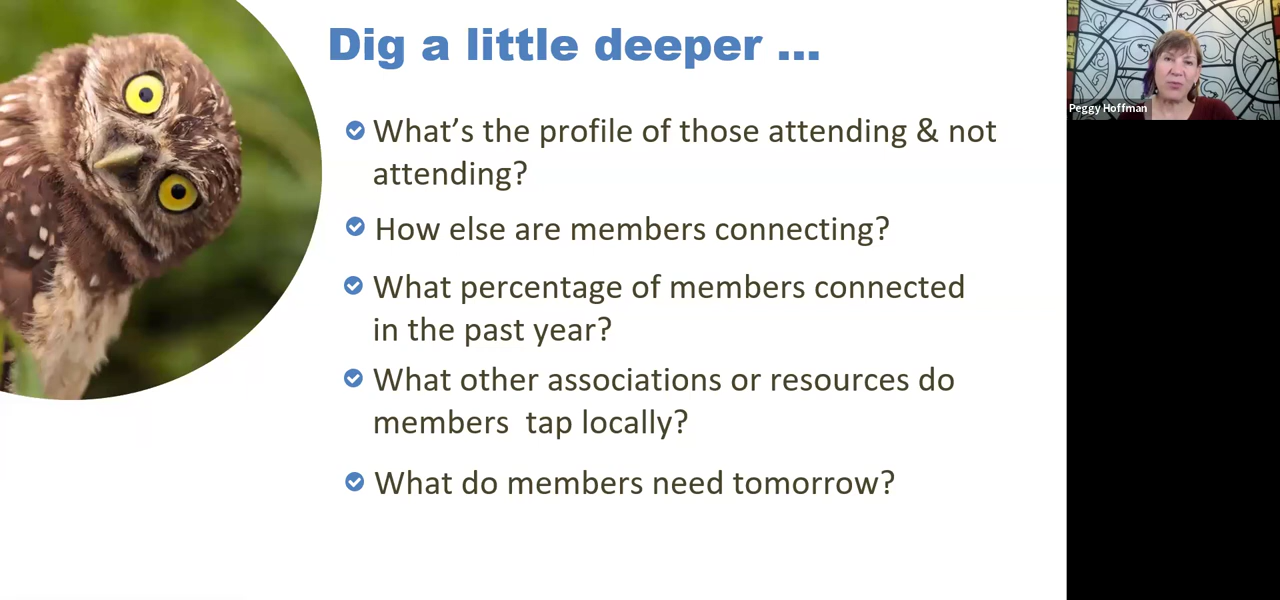 Dig a little deeper ...
What’s the profile of those attending & not
attending?
How else are members connecting?
What percentage of members connected
in the past year?
What other associations or resources do
members  tap locally?
What do members need tomorrow?
Peggy Hoffman